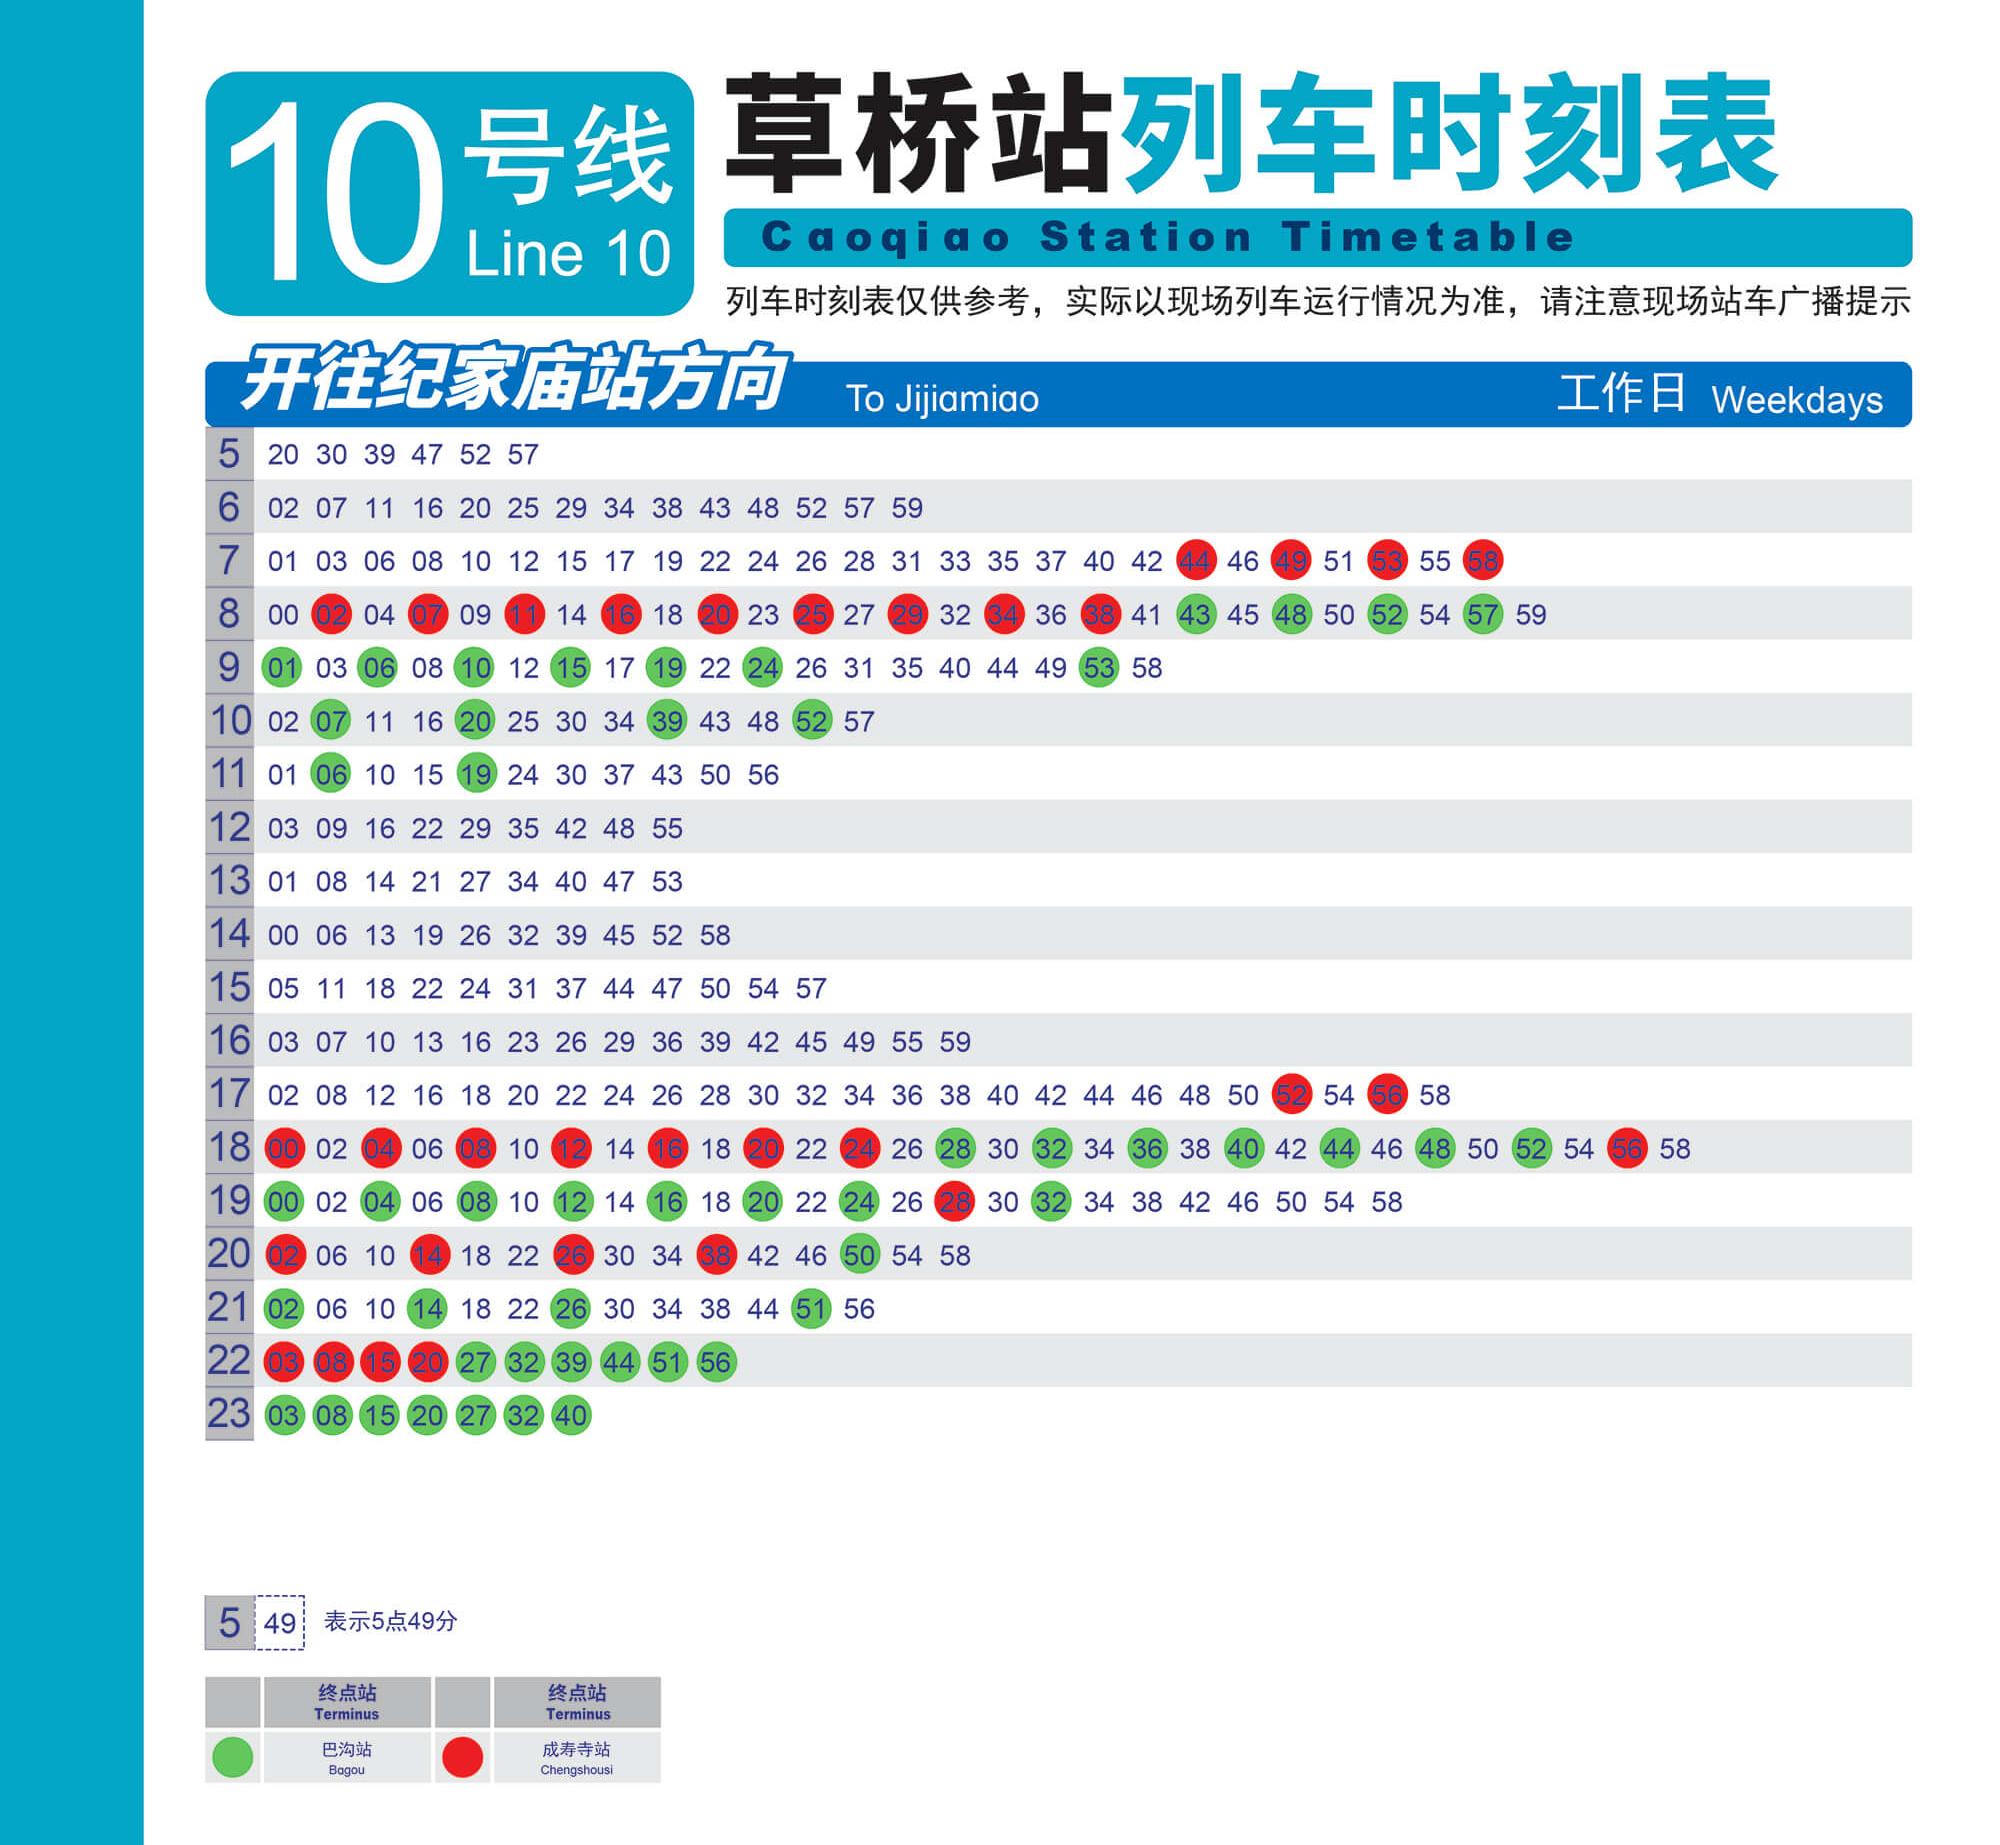 10号线
Line 10
草桥站列车时刻表
Caoqiao Station Timetable
列车时刻表仅供参考，实际以现场列车运行情况为准，请注意现场站车广播提示
开往纪家庙站方向 To Jijiamiao 工作日 Weekdays
5 20 30 39 47 52 57
6 02 07 11 16 20 25 29 34 38 43 48 52 57 59
7 01 03 06 08 10 12 15 17 19 22 24 26 28 31 33 35 37 40 42 44 46 49 51 53 55 58
8 00 02 04 07 09 11 14 16 18 20 23 25 27 29 32 34 36 38 41 43 45 48 50 52 54 57 59
9 01 03 06 08 10 12 15 17 19 22 24 26 31 35 40 44 49 53 58
10 02 07 11 16 20 25 30 34 39 43 48 52 57
11 01 06 10 15 19 24 30 37 43 50 56
12 03 09 16 22 29 35 42 48 55
13 01 08 14 21 27 34 40 47 53
14 00 06 13 19 26 32 39 45 52 58
15 05 11 18 22 24 31 37 44 47 50 54 57
16 03 07 10 13 16 23 26 29 36 39 42 45 49 55 59
17 02 08 12 16 18 20 22 24 26 28 30 32 34 36 38 40 42 44 46 48 50 52 54 56 58
18 00 02 04 06 08 10 12 14 16 18 20 22 24 26 28 30 32 34 36 38 40 42 44 46 48 50 52 54 56 58
19 00 02 04 06 08 10 12 14 16 18 20 22 24 26 28 30 32 34 38 42 46 50 54 58
20 02 06 10 14 18 22 26 30 34 38 42 46 50 54 58
21 02 06 10 14 18 22 26 30 34 38 44 51 56
22 03 08 15 20 27 32 39 44 51 56
23 03 08 15 20 27 32 40
5 49 表示5点49分
终点站 终点站
Terminus Terminus
巴沟站 成寿寺站
Bagou Chengshousi